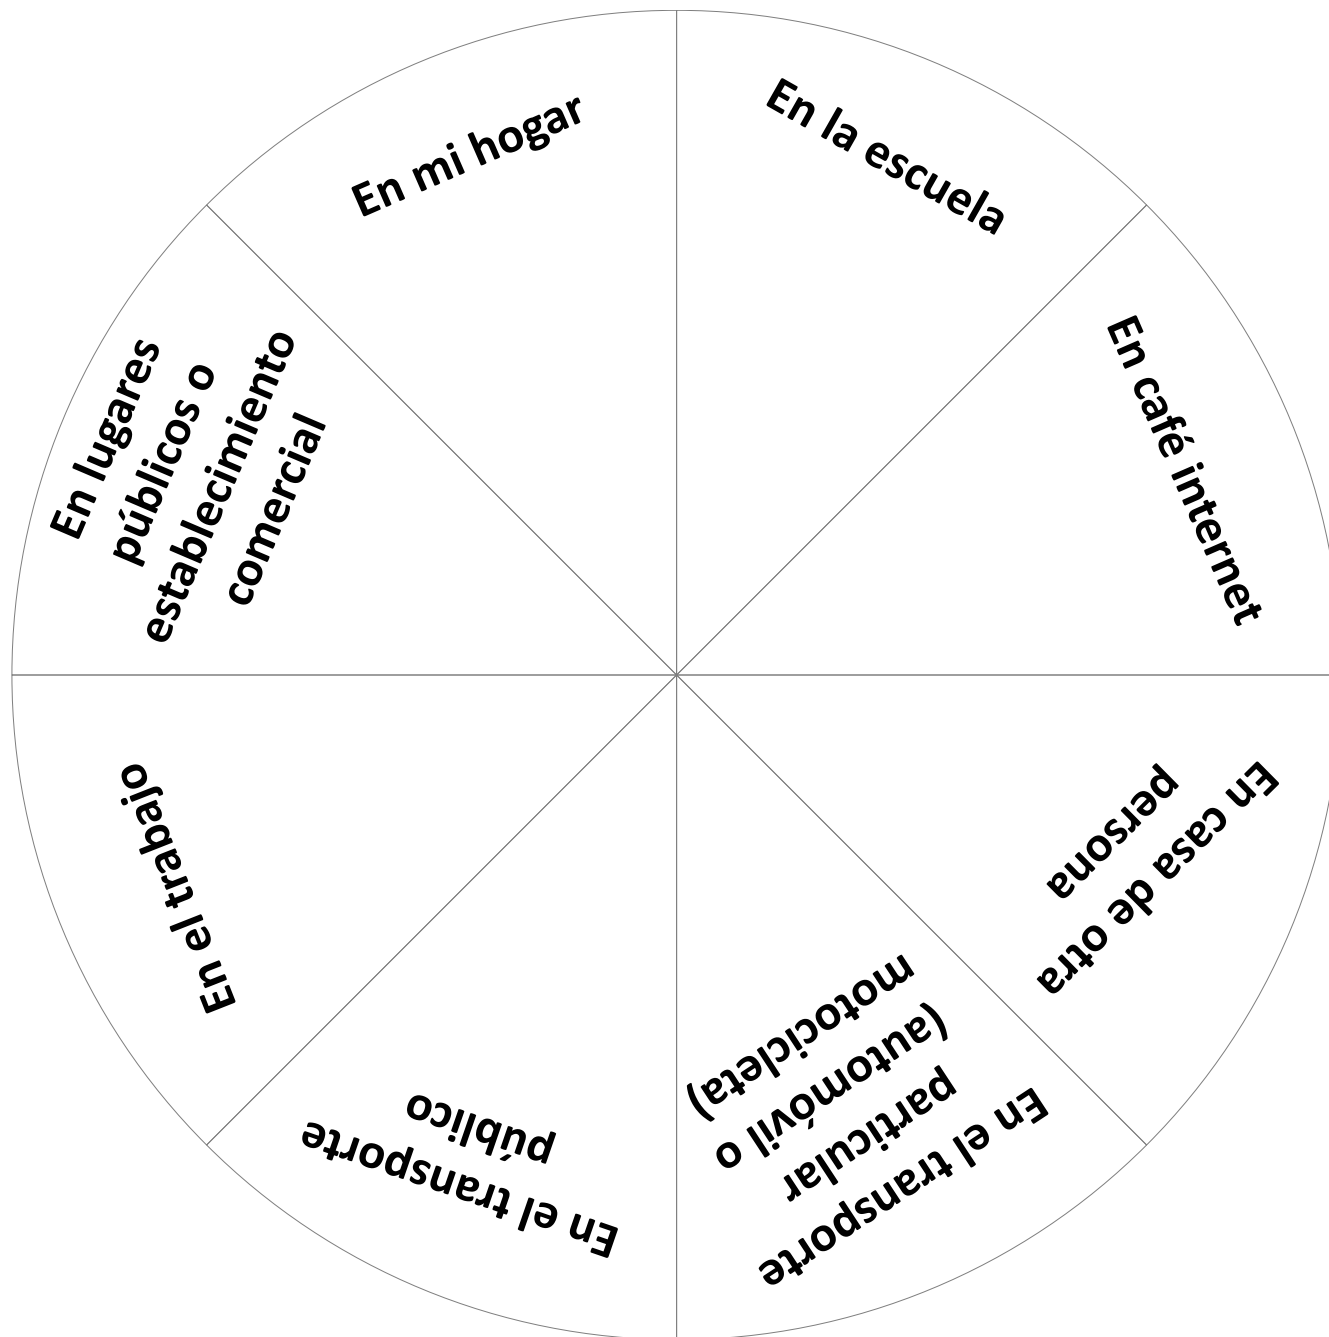 En mi hogar
En la escuela
En café internet
En casa de otra
persona
En el transporte
particular
(automóvil o
motocicleta)
En el transporte
público
En el trabajo
En lugares
públicos o
establecimiento
comercial